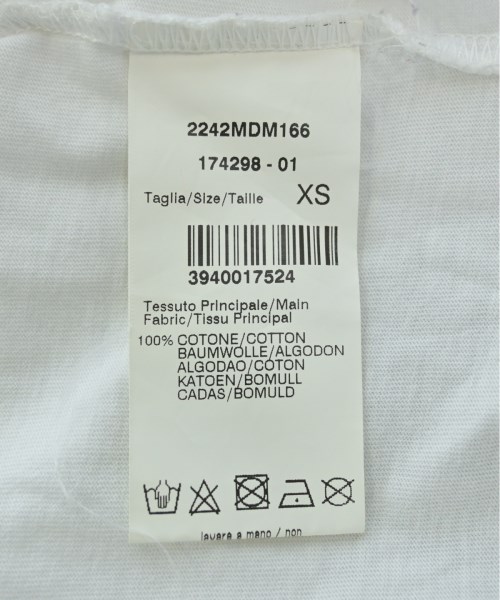 2242MDM166
174298 - 01
Taglia/Size/Taille XS
3940017524
Tessuto Principale/Main
Fabric/Tissu Principal
100% COTONE/COTTON
BAUMWOLLE/ALGODON
ALGODAO/COTON
KATOEN/BOMULL
CADAS/BOMULD
lavare a mano / non